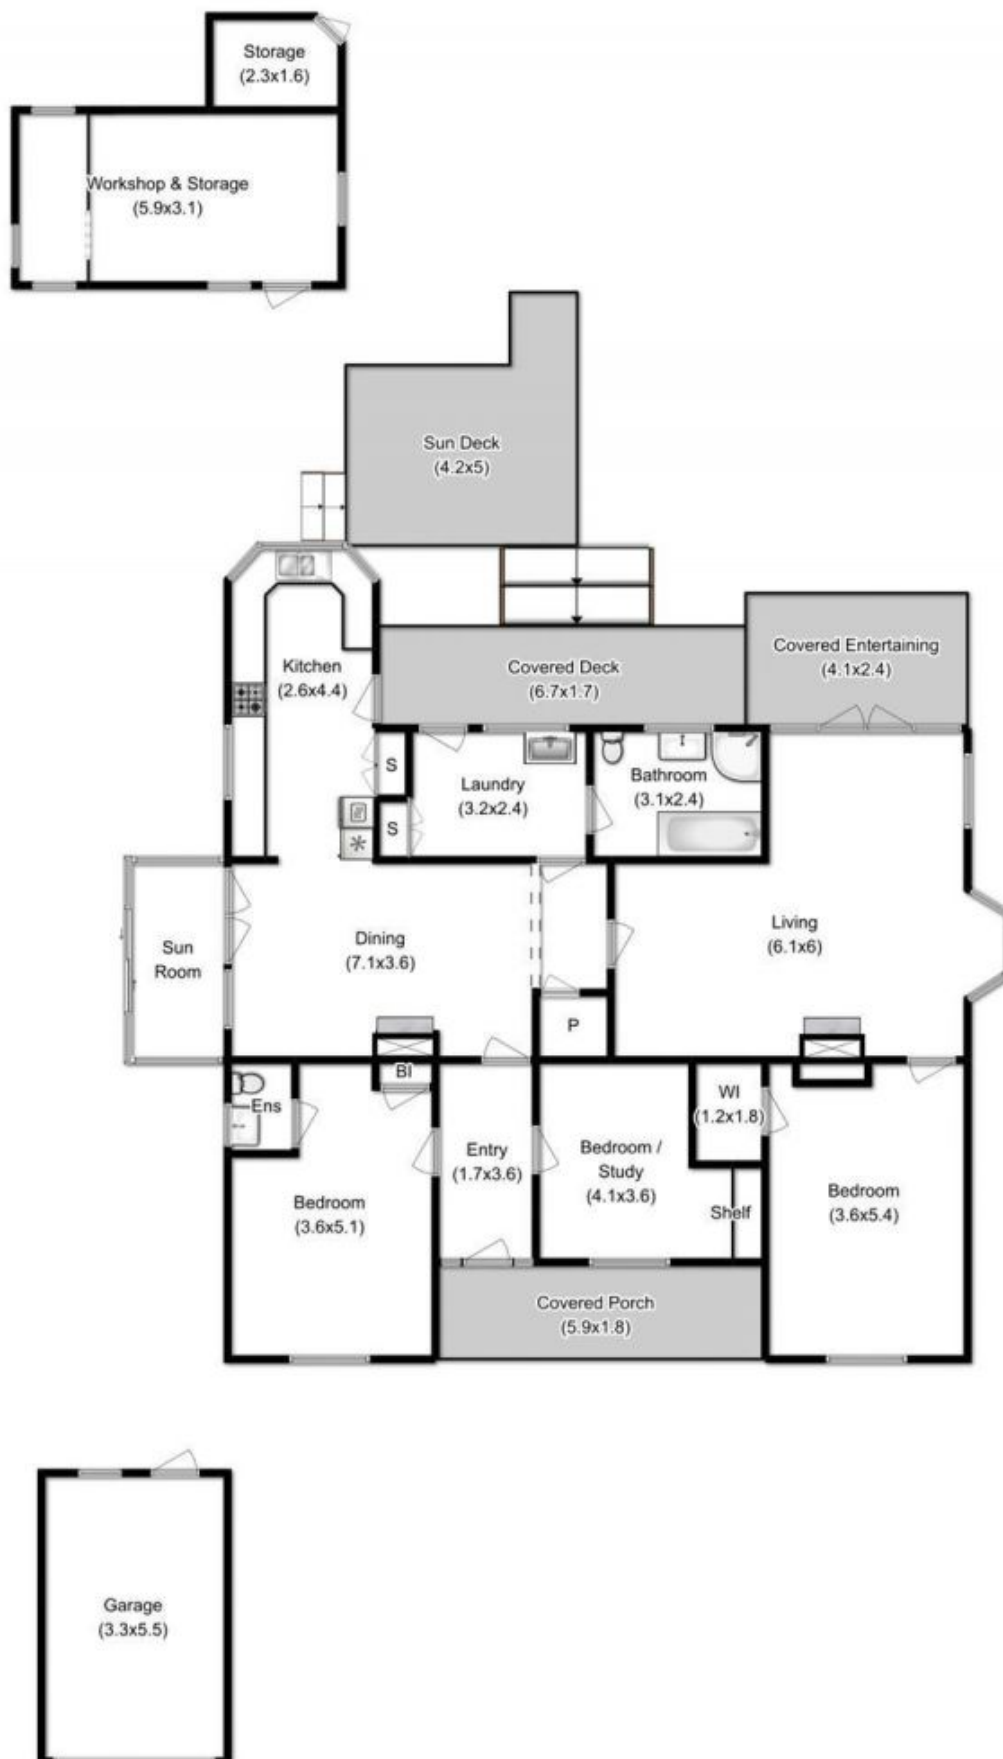 Storage
(2.3x1.6)
Workshop & Storage
(5.9x3.1)
Sun Deck
(4.2x5)
Kitchen
(2.6x4.4)
Covered Deck
(6.7x1.7)
Covered Entertaining
(4.1x2.4)
S
S
Laundry
(3.2x2.4)
Bathroom
(3.1x2.4)
Sun
Room
Dining
(7.1x3.6)
Living
(6.1x6)
P
BI
Ens
Bedroom
(3.6x5.1)
Entry
(1.7x3.6)
Bedroom /
Study
(4.1x3.6)
WI
(1.2x1.8)
Shelf
Bedroom
(3.6x5.4)
Covered Porch
(5.9x1.8)
Garage
(3.3x5.5)